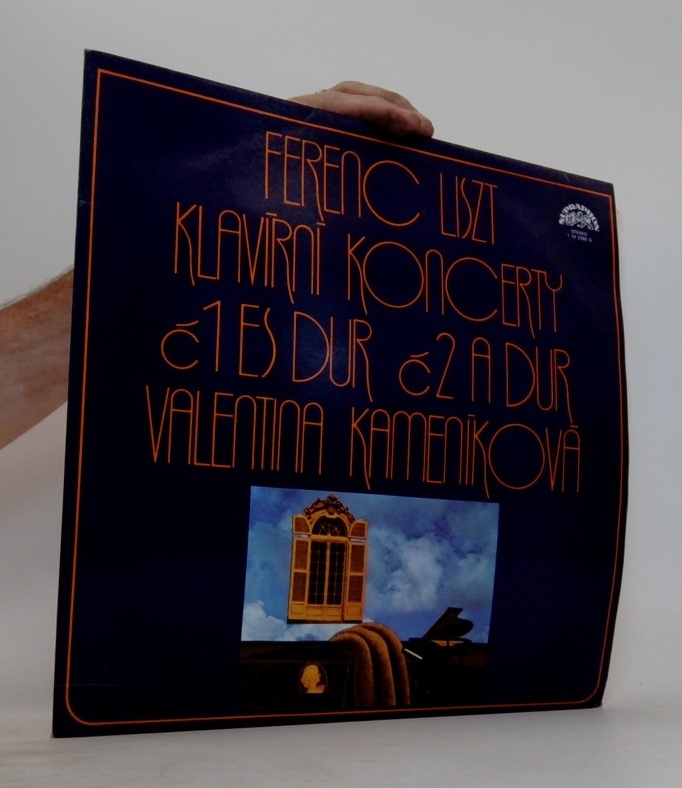 FERENC LISZT
KLAVÍRNÍ KONCERTY
č1 ES DUR č2 A DUR
VALENTINA KAMENÍKOVÁ
SUPRAPHON
STEREO